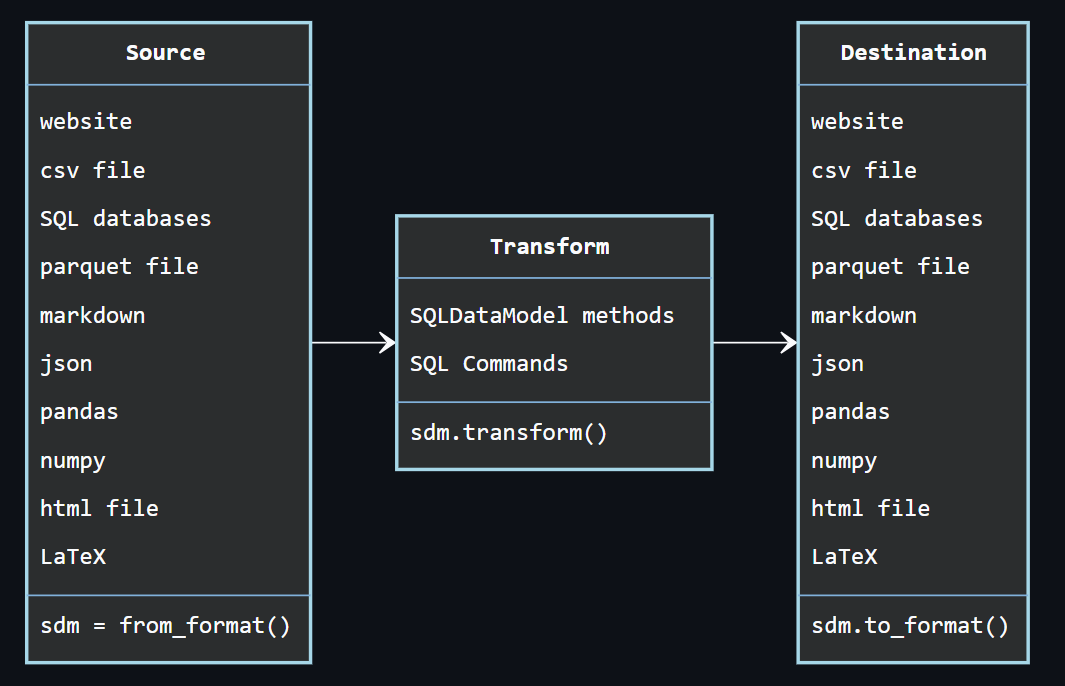 Source
website
csv file
SQL databases
parquet file
markdown
json
pandas
numpy
html file
LaTeX
sdm = from_format()
Transform
SQLDataModel methods
SQL Commands
sdm.transform()
Destination
website
csv file
SQL databases
parquet file
markdown
json
pandas
numpy
html file
LaTeX
sdm.to_format()